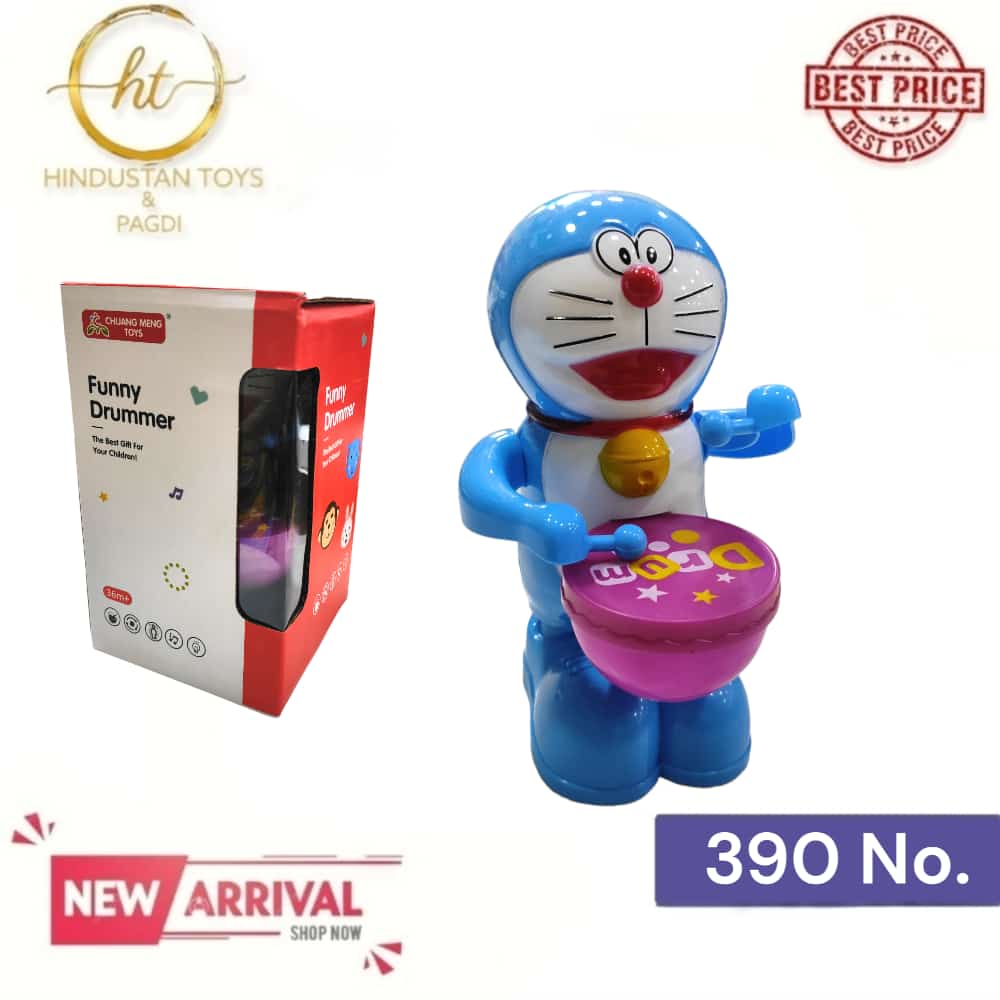 ht
HINDUSTAN TOYS
&
PAGDI
BEST PRICE
BEST PRICE
BEST PRICE
CHUANG MENG®
TOYS
Funny
Drummer
The Best Gift For
Your Children!
36m+
Funny
Drummer
Drum
NEW ARRIVAL
SHOP NOW
390 No.